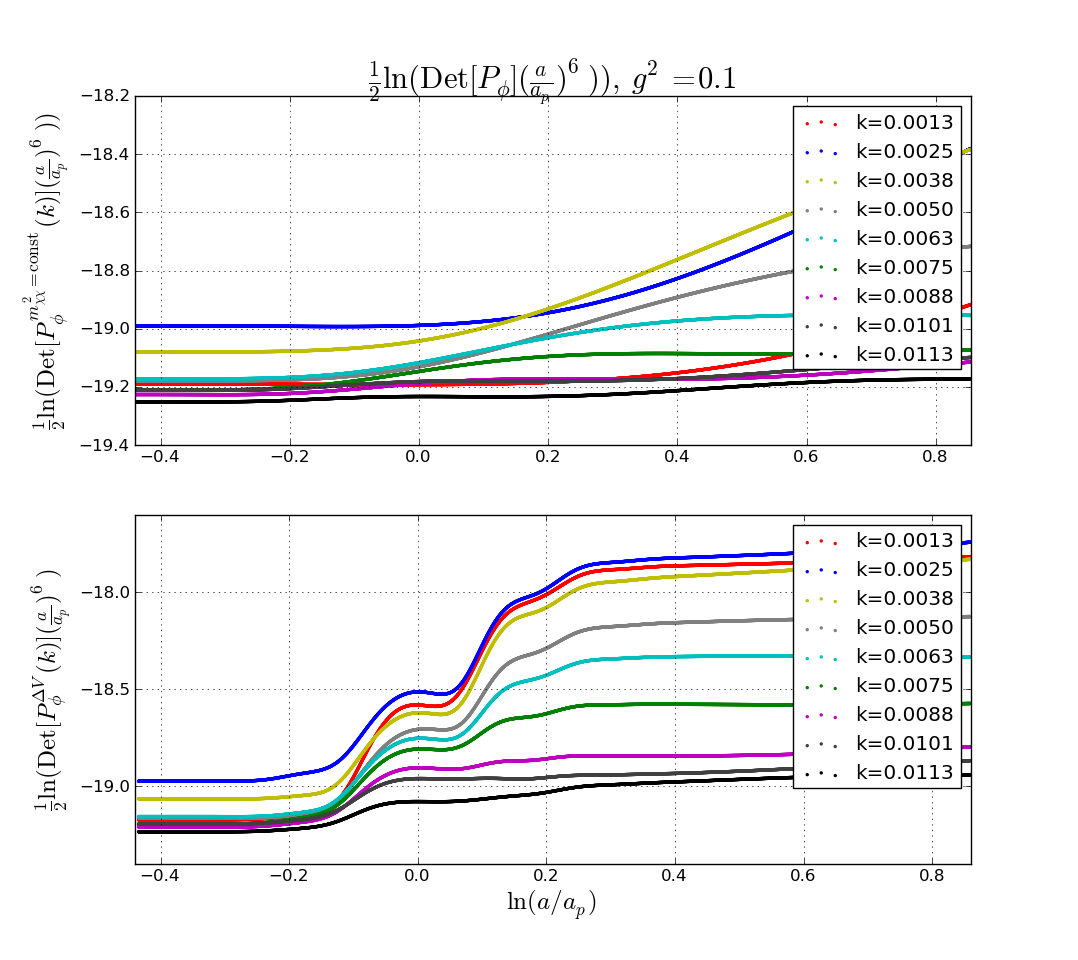 ½ln(Det[P_ϕ](a/a_p)^6 )), g^2 =0.1
½ln(Det[P_ϕ^{m²_{χχ}=const}(k)](a/a_p)^6 ))
−18.2
−18.4
−18.6
−18.8
−19.0
−19.2
−19.4
k=0.0013
k=0.0025
k=0.0038
k=0.0050
k=0.0063
k=0.0075
k=0.0088
k=0.0101
k=0.0113
−0.4 −0.2 0.0 0.2 0.4 0.6 0.8
½ln(Det[P_ϕ^{ΔV}(k)](a/a_p)^6 )
−18.0
−18.5
−19.0
k=0.0013
k=0.0025
k=0.0038
k=0.0050
k=0.0063
k=0.0075
k=0.0088
k=0.0101
k=0.0113
−0.4 −0.2 0.0 0.2 0.4 0.6 0.8
ln(a/a_p)